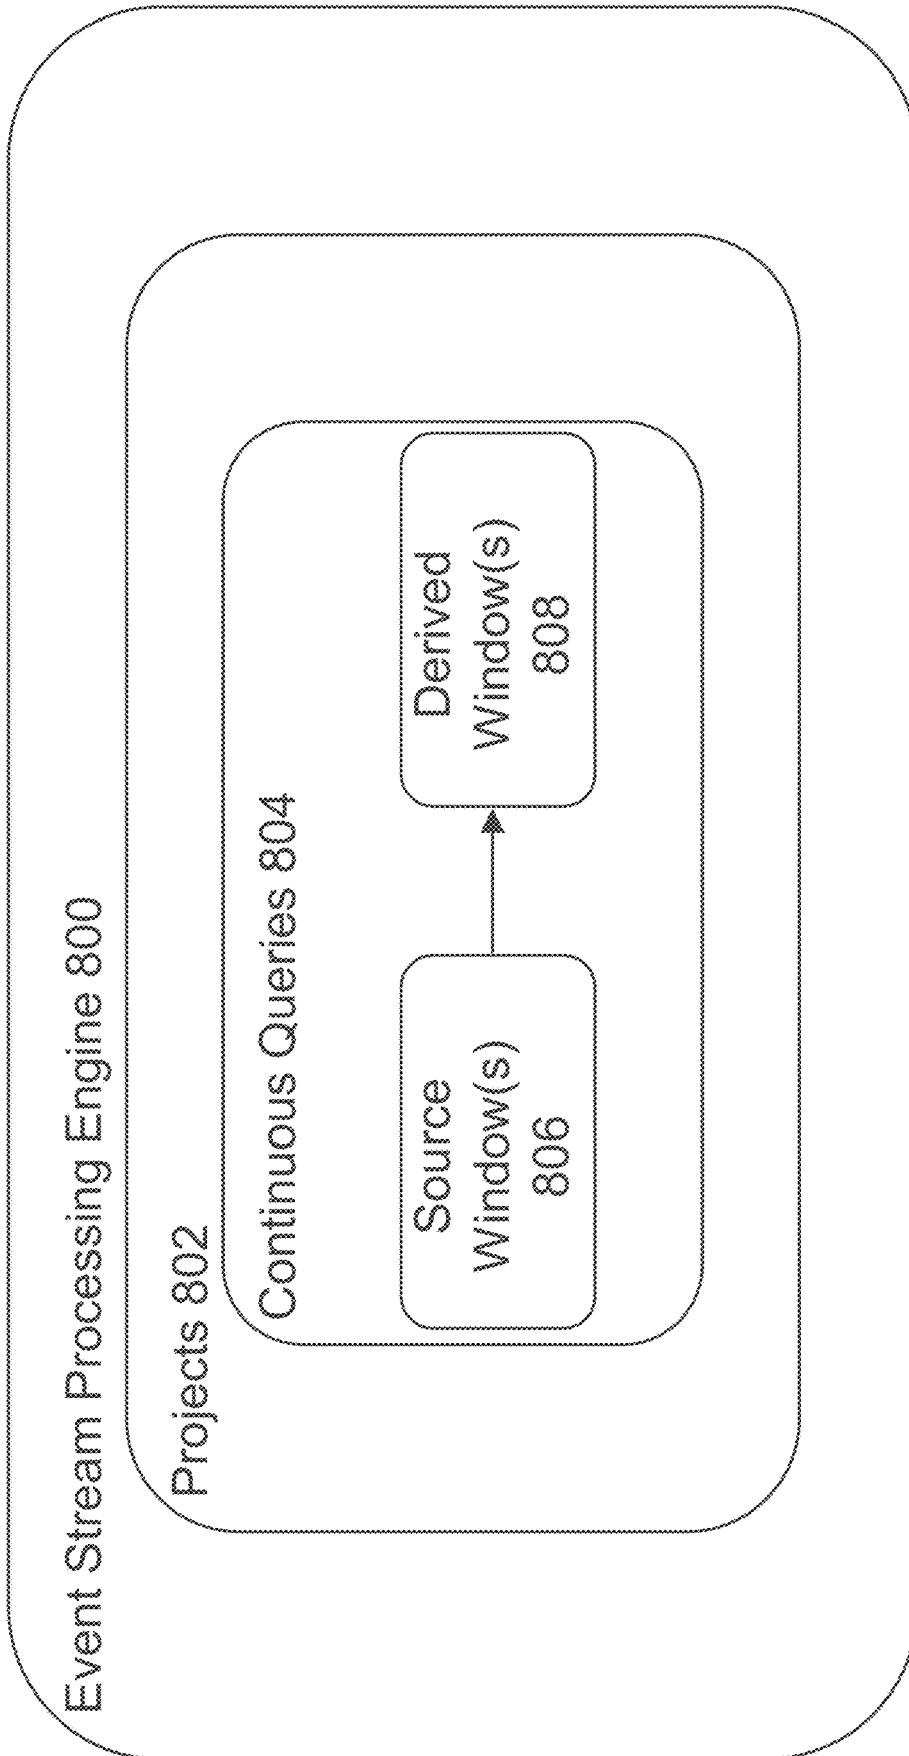 Event Stream Processing Engine 800
Projects 802
Continuous Queries 804
Source
Window(s)
806
Derived
Window(s)
808